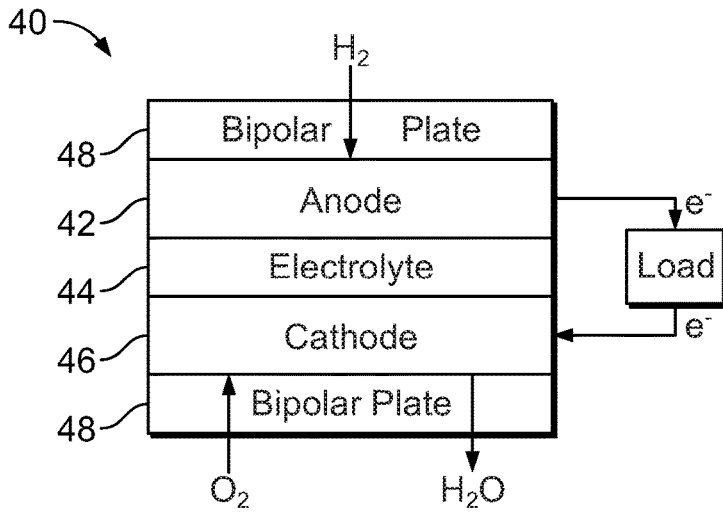 40
H₂
48
Bipolar Plate
42
Anode
e⁻
44
Electrolyte
Load
46
Cathode
e⁻
48
Bipolar Plate
O₂
H₂O